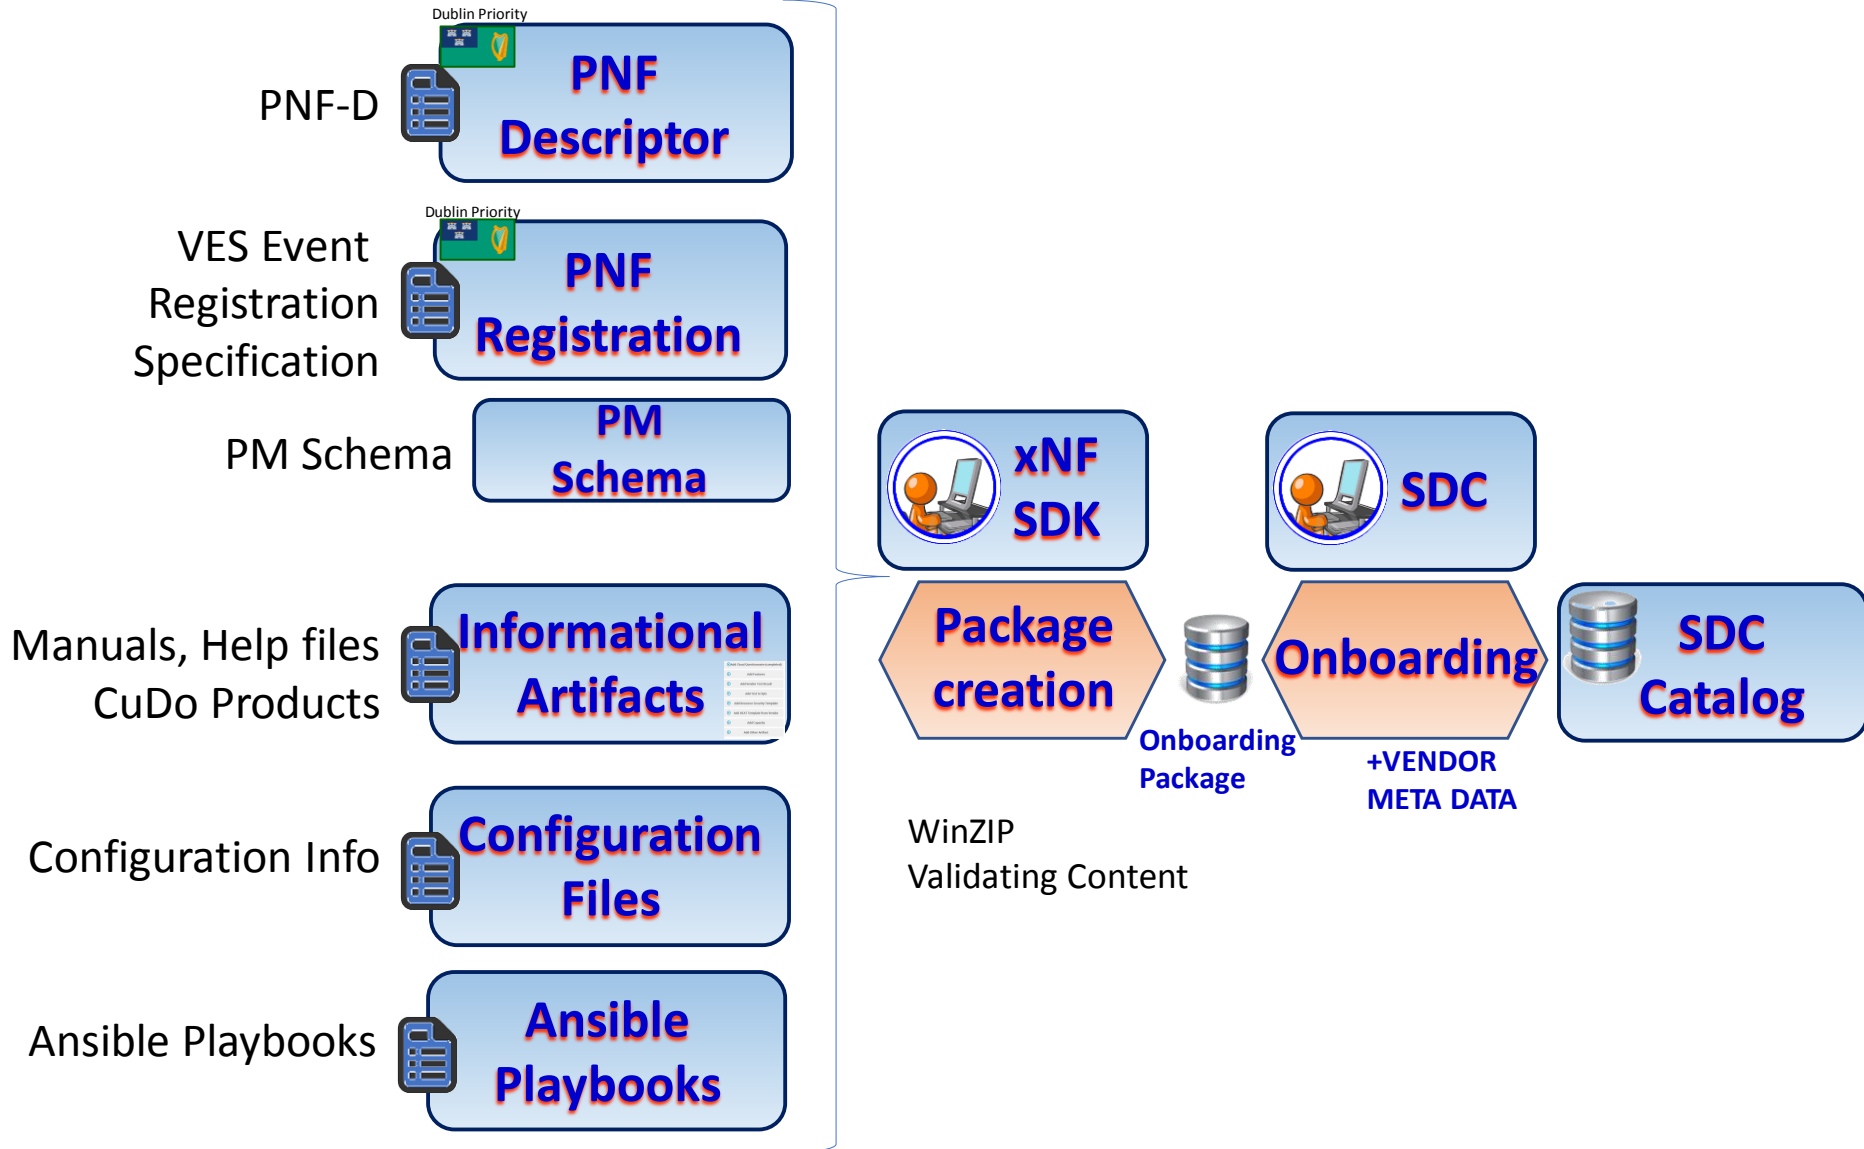 Dublin Priority
PNF-D
PNF
Descriptor
Dublin Priority
VES Event
Registration
Specification
PNF
Registration
PM Schema
PM
Schema
Manuals, Help files
CuDo Products
Informational
Artifacts
Configuration Info
Configuration
Files
Ansible Playbooks
Ansible
Playbooks
xNF
SDK
SDC
Package
creation
Onboarding
Package
Onboarding
+VENDOR
META DATA
SDC
Catalog
WinZIP
Validating Content